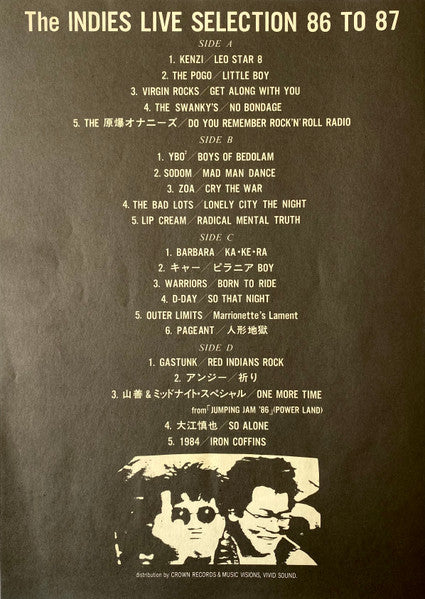 The INDIES LIVE SELECTION 86 TO 87
SIDE A
1. KENZI／LEO STAR 8
2. THE POGO／LITTLE BOY
3. VIRGIN ROCKS／GET ALONG WITH YOU
4. THE SWANKY'S／NO BONDAGE
5. THE 原爆オナニーズ／DO YOU REMEMBER ROCK'N'ROLL RADIO
SIDE B
1. YBO²／BOYS OF BEDOLAM
2. SODOM／MAD MAN DANCE
3. ZOA／CRY THE WAR
4. THE BAD LOTS／LONELY CITY THE NIGHT
5. LIP CREAM／RADICAL MENTAL TRUTH
SIDE C
1. BARBARA／KA・KE・RA
2. キャー／ピラニア BOY
3. WARRIORS／BORN TO RIDE
4. D-DAY／SO THAT NIGHT
5. OUTER LIMITS／Marrionette's Lament
6. PAGEANT／人形地獄
SIDE D
1. GASTUNK／RED INDIANS ROCK
2. アンジー／祈り
3. 山善＆ミッドナイト・スペシャル／ONE MORE TIME
from「JUMPING JAM '86」(POWER LAND)
4. 大江慎也／SO ALONE
5. 1984／IRON COFFINS
distribution by CROWN RECORDS & MUSIC VISIONS, VIVID SOUND.